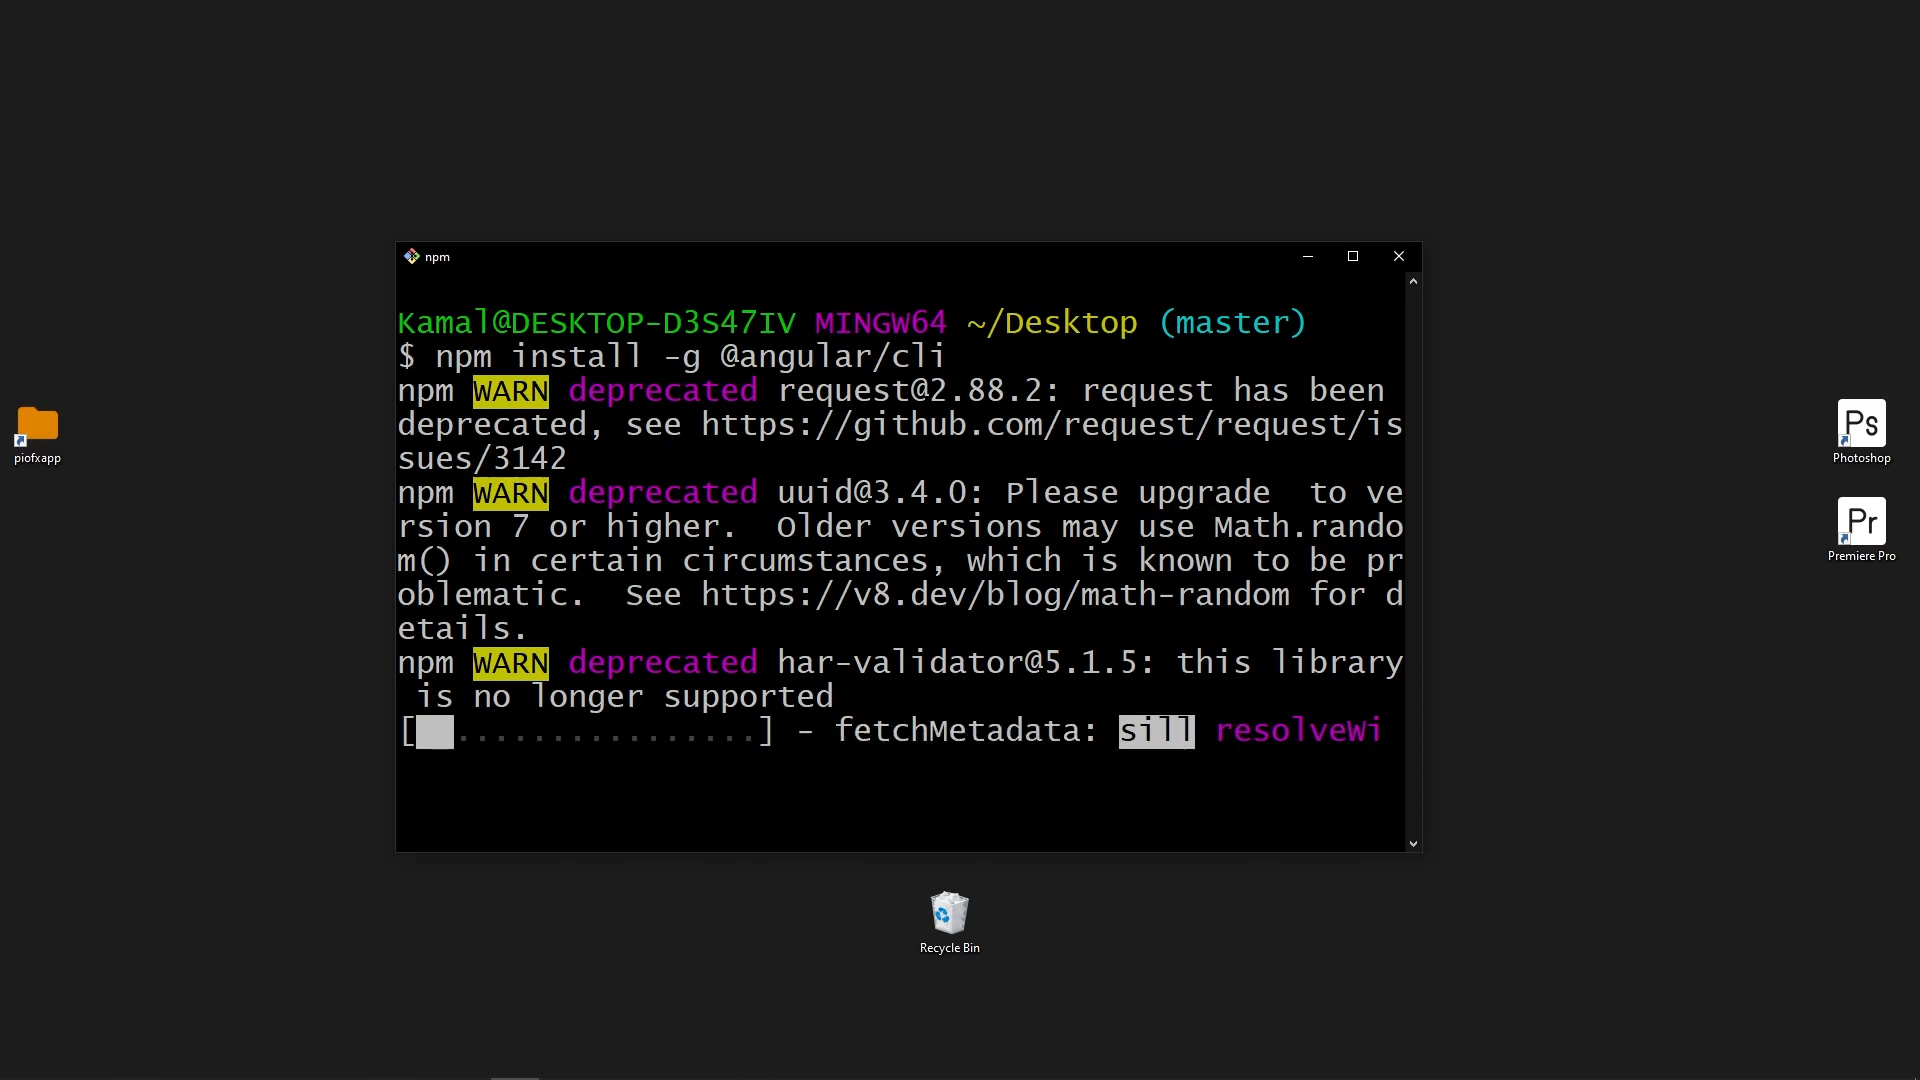 npm
Kamal@DESKTOP-D3S47IV MINGW64 ~/Desktop (master)
$ npm install -g @angular/cli
npm WARN deprecated request@2.88.2: request has been
deprecated, see https://github.com/request/request/is
sues/3142
npm WARN deprecated uuid@3.4.0: Please upgrade  to ve
rsion 7 or higher.  Older versions may use Math.rando
m() in certain circumstances, which is known to be pr
oblematic.  See https://v8.dev/blog/math-random for d
etails.
npm WARN deprecated har-validator@5.1.5: this library
 is no longer supported
[  ................] - fetchMetadata: sill resolveWi
piofxapp
Ps
Photoshop
Pr
Premiere Pro
Recycle Bin